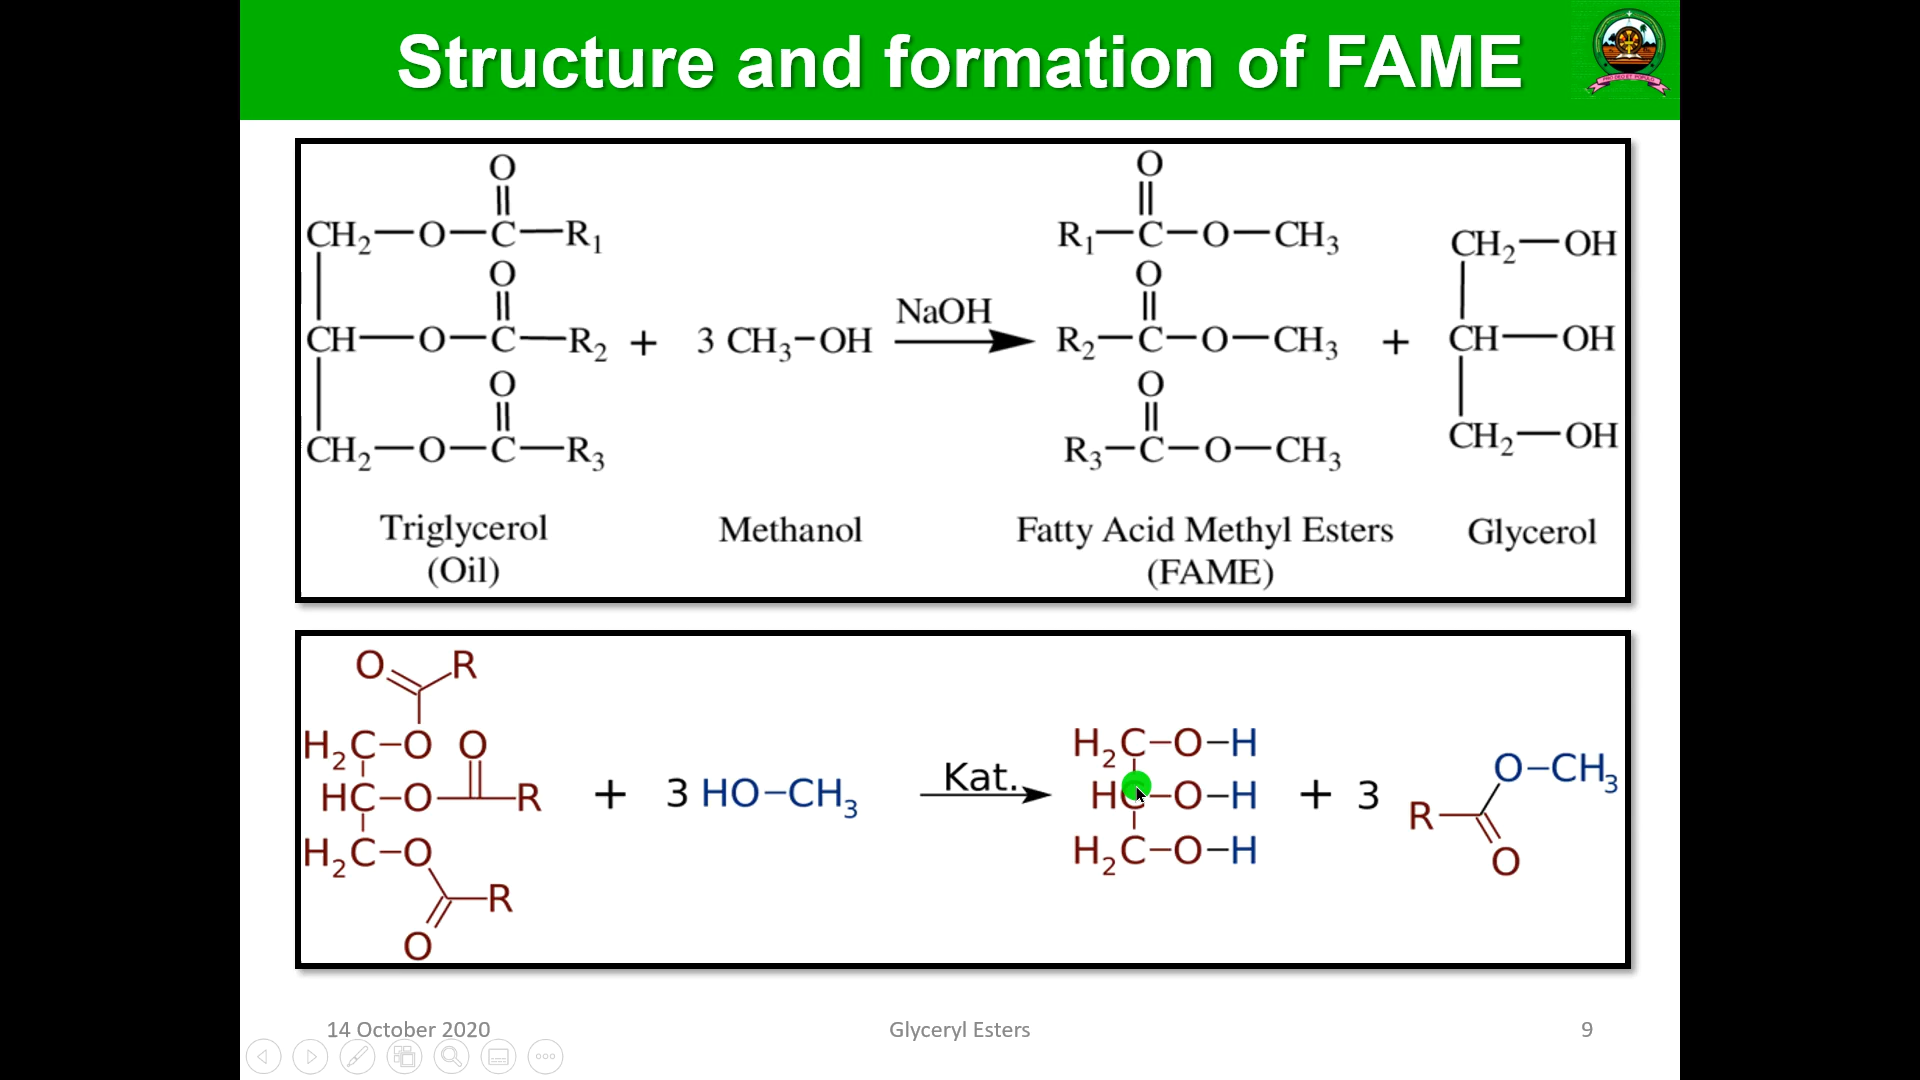 Structure and formation of FAME
O O
CH₂—O—C—R₁ R₁—C—O—CH₃ CH₂—OH
O O
CH—O—C—R₂ + 3 CH₃–OH NaOH R₂—C—O—CH₃ + CH—OH
O O
CH₂—O—C—R₃ R₃—C—O—CH₃ CH₂—OH
Triglycerol Methanol Fatty Acid Methyl Esters Glycerol
(Oil) (FAME)
O R
H₂C–O O H₂C–O–H O–CH₃
HC–O R + 3 HO–CH₃ Kat. HC–O–H + 3 R
H₂C–O H₂C–O–H O
R
O
14 October 2020 Glyceryl Esters 9